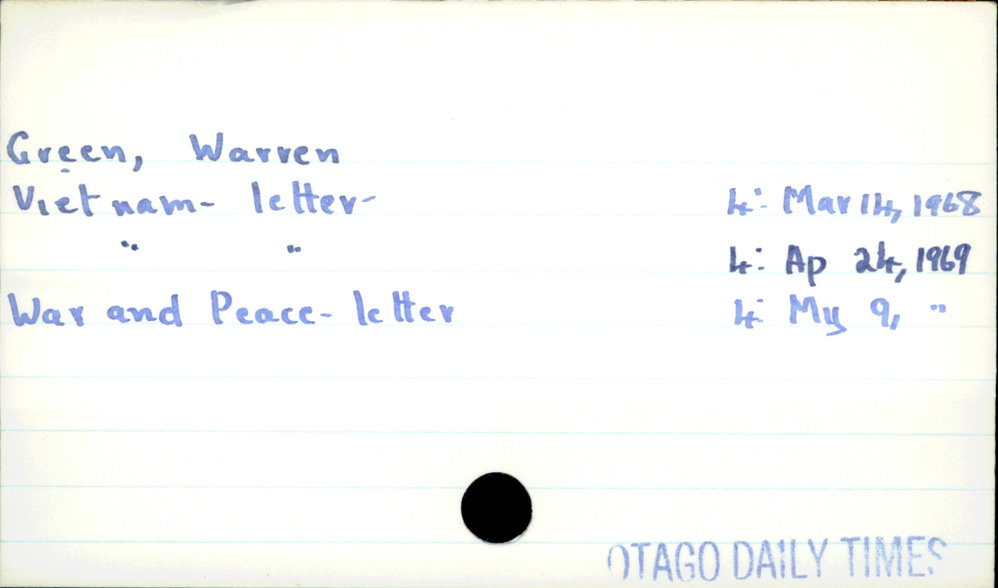 Green, Warren
Vietnam - letter - 4: Mar 14, 1968
" " 4: Ap 24, 1969
War and Peace - letter 4: My 9, "
OTAGO DAILY TIMES